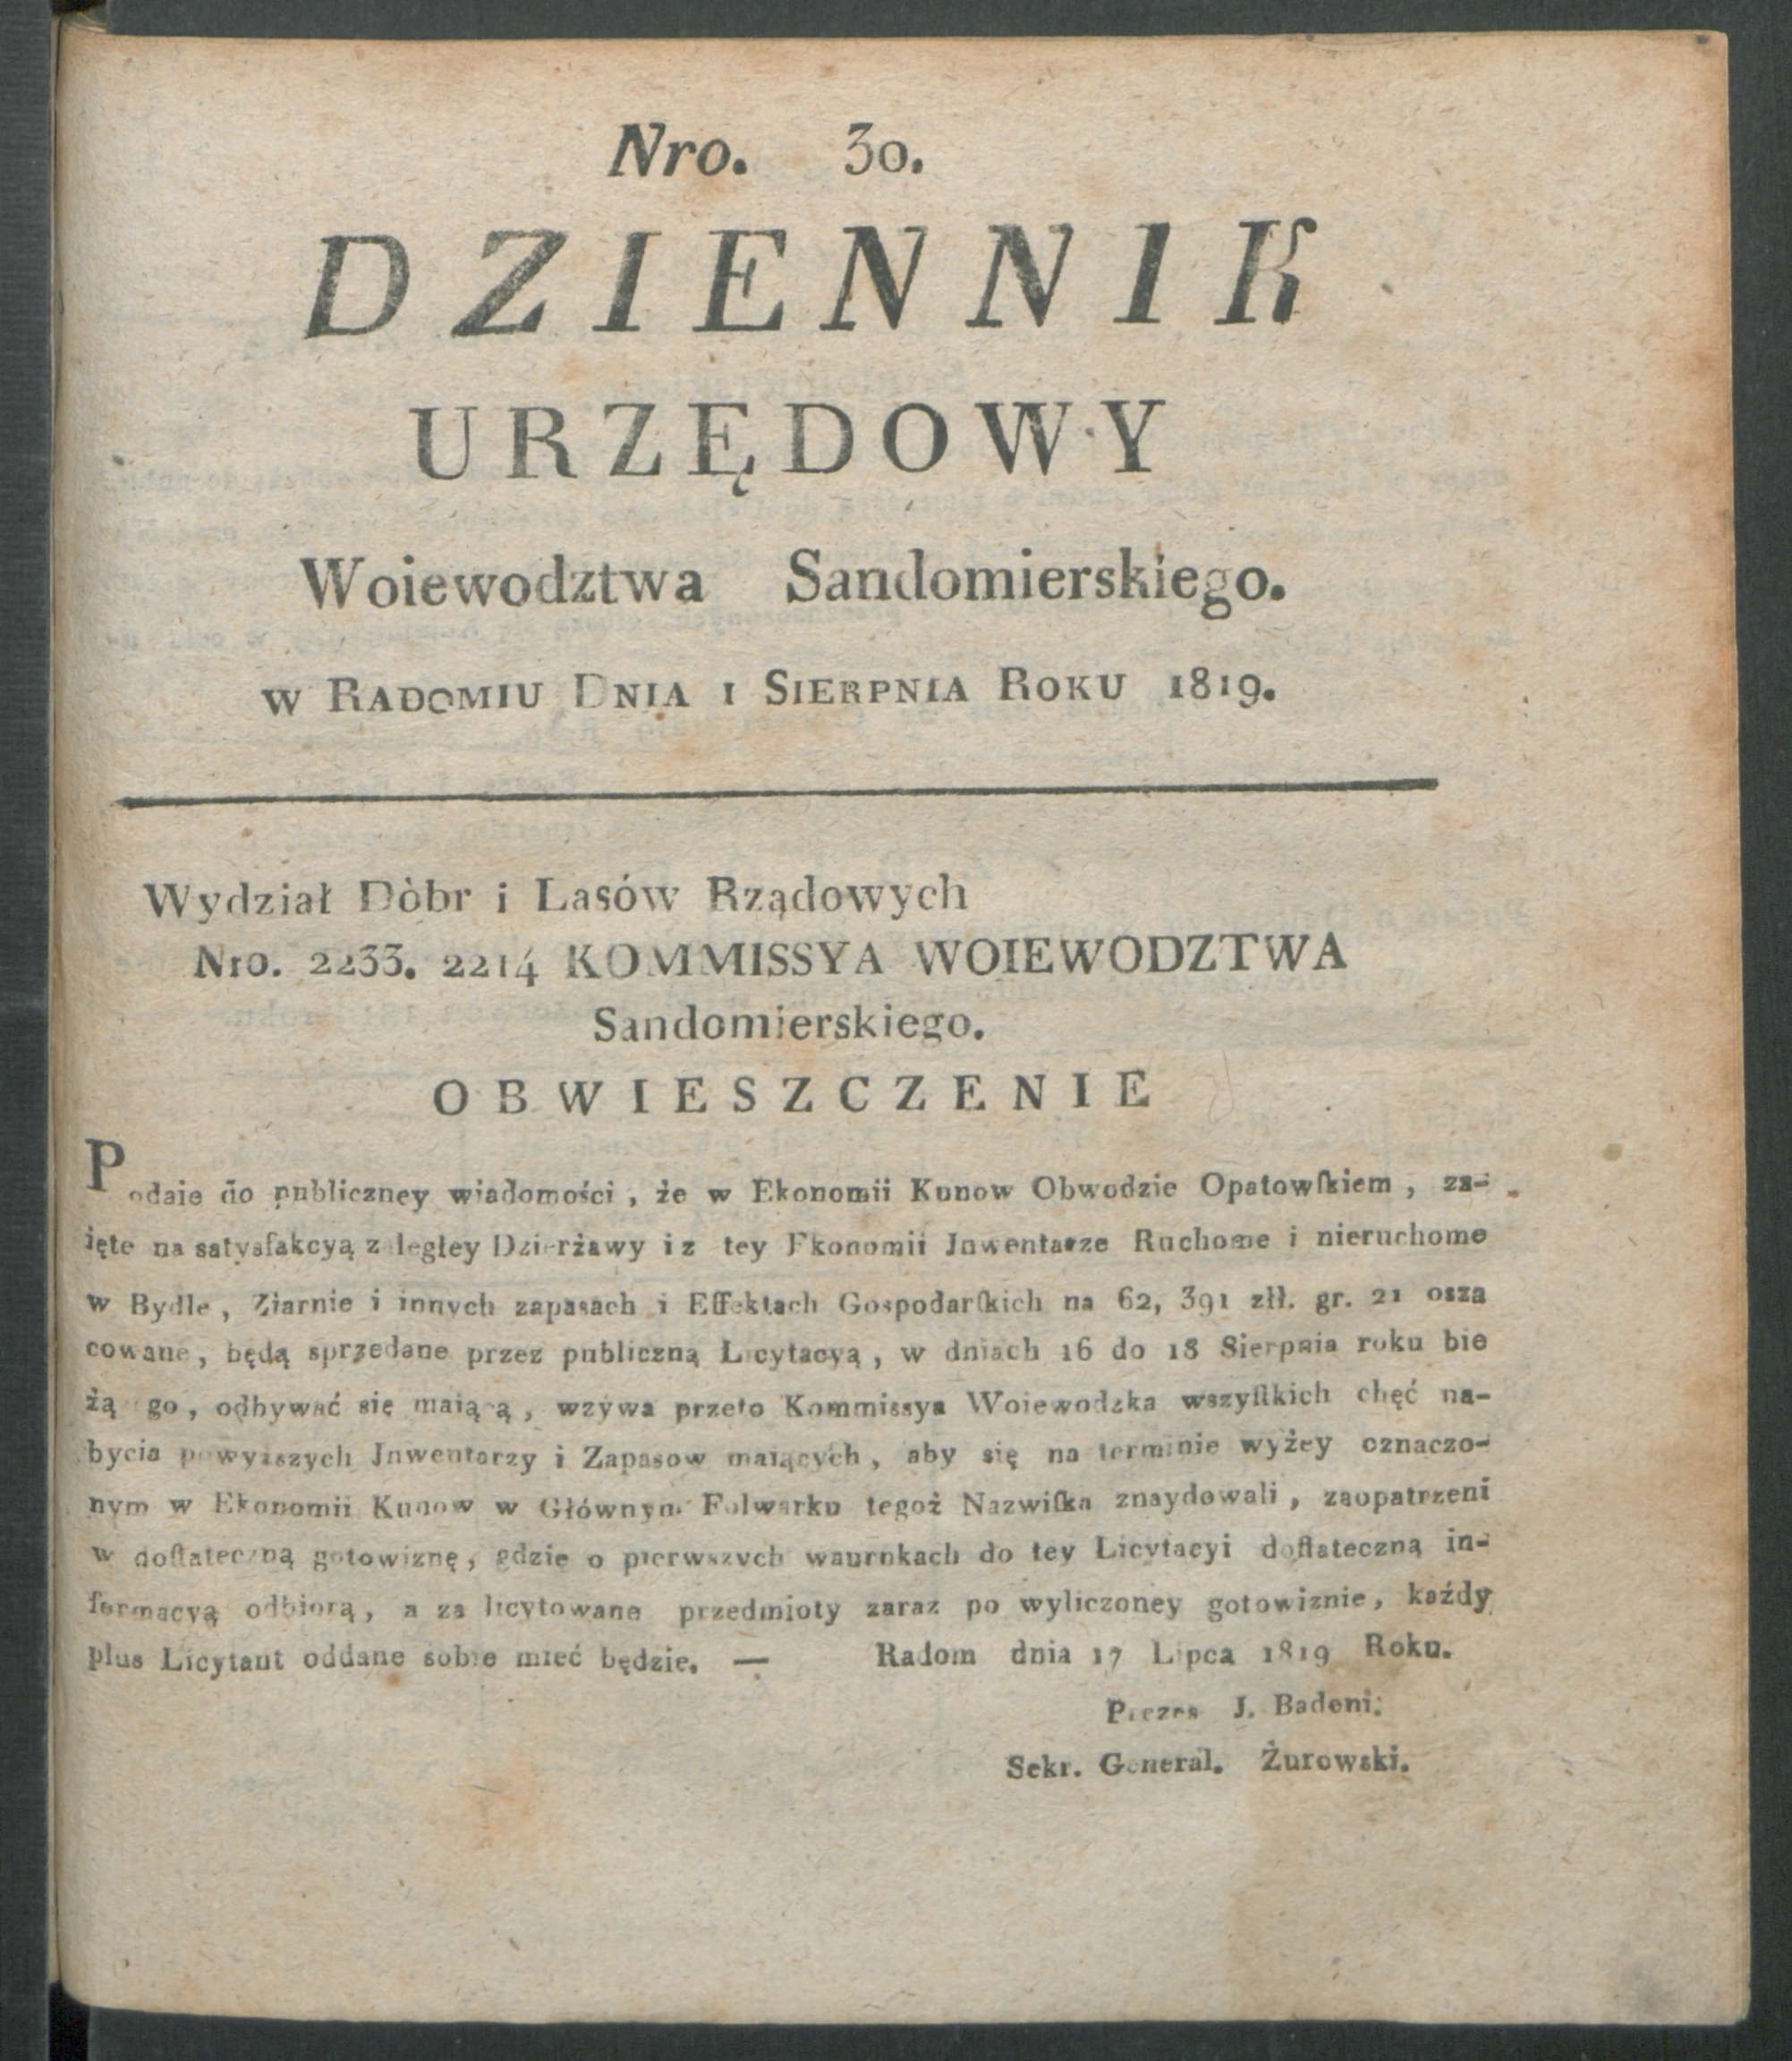 Nro. 30.
DZIENNIK
URZĘDOWY
Woiewodztwa Sandomierskiego.
w Radomiu Dnia 1 Sierpnia Roku 1819.
Wydział Dòbr i Lasów Rządowych
Nro. 2233. 2214 KOMMISSYA WOIEWODZTWA
Sandomierskiego.
OBWIESZCZENIE
Podaie do publiczney wiadomości, że w Ekonomii Kunow Obwodzie Opatowſkiem, za-
ięte na satysfakcyą zaległey Dzierżawy i z tey Ekonomii Jnwentarze Ruchome i nieruchome
w Bydle, Ziarnie i innych zapasach i Effektach Gospodarſkich na 62, 391 złł. gr. 21 osza
cowane, będą sprzedane przez publiczną Licytacyą, w dniach 16 do 18 Sierpnia roku bie
żą go, odbywać się maiącą, wzywa przeto Kommissya Woiewodzka wszyſtkich chęć na-
bycia powyższych Jnwentarzy i Zapasow maiących, aby się na terminie wyżey oznaczo-
nym w Ekonomii Kunow w Głównym Folwarku tegoż Nazwiſka znaydowali, zaopatrzeni
w doſtateczną gotowiznę, gdzie o pierwszych waurnkach do tey Licytacyi doſtateczną in-
formacyą odbiorą, a za licytowane przedmioty zaraz po wyliczoney gotowiznie, każdy
plus Licytant oddane sobie mieć będzie. — Radom dnia 17 Lipca 1819 Roku.
Prezes J. Badeni.
Sekr. General. Żurowski.